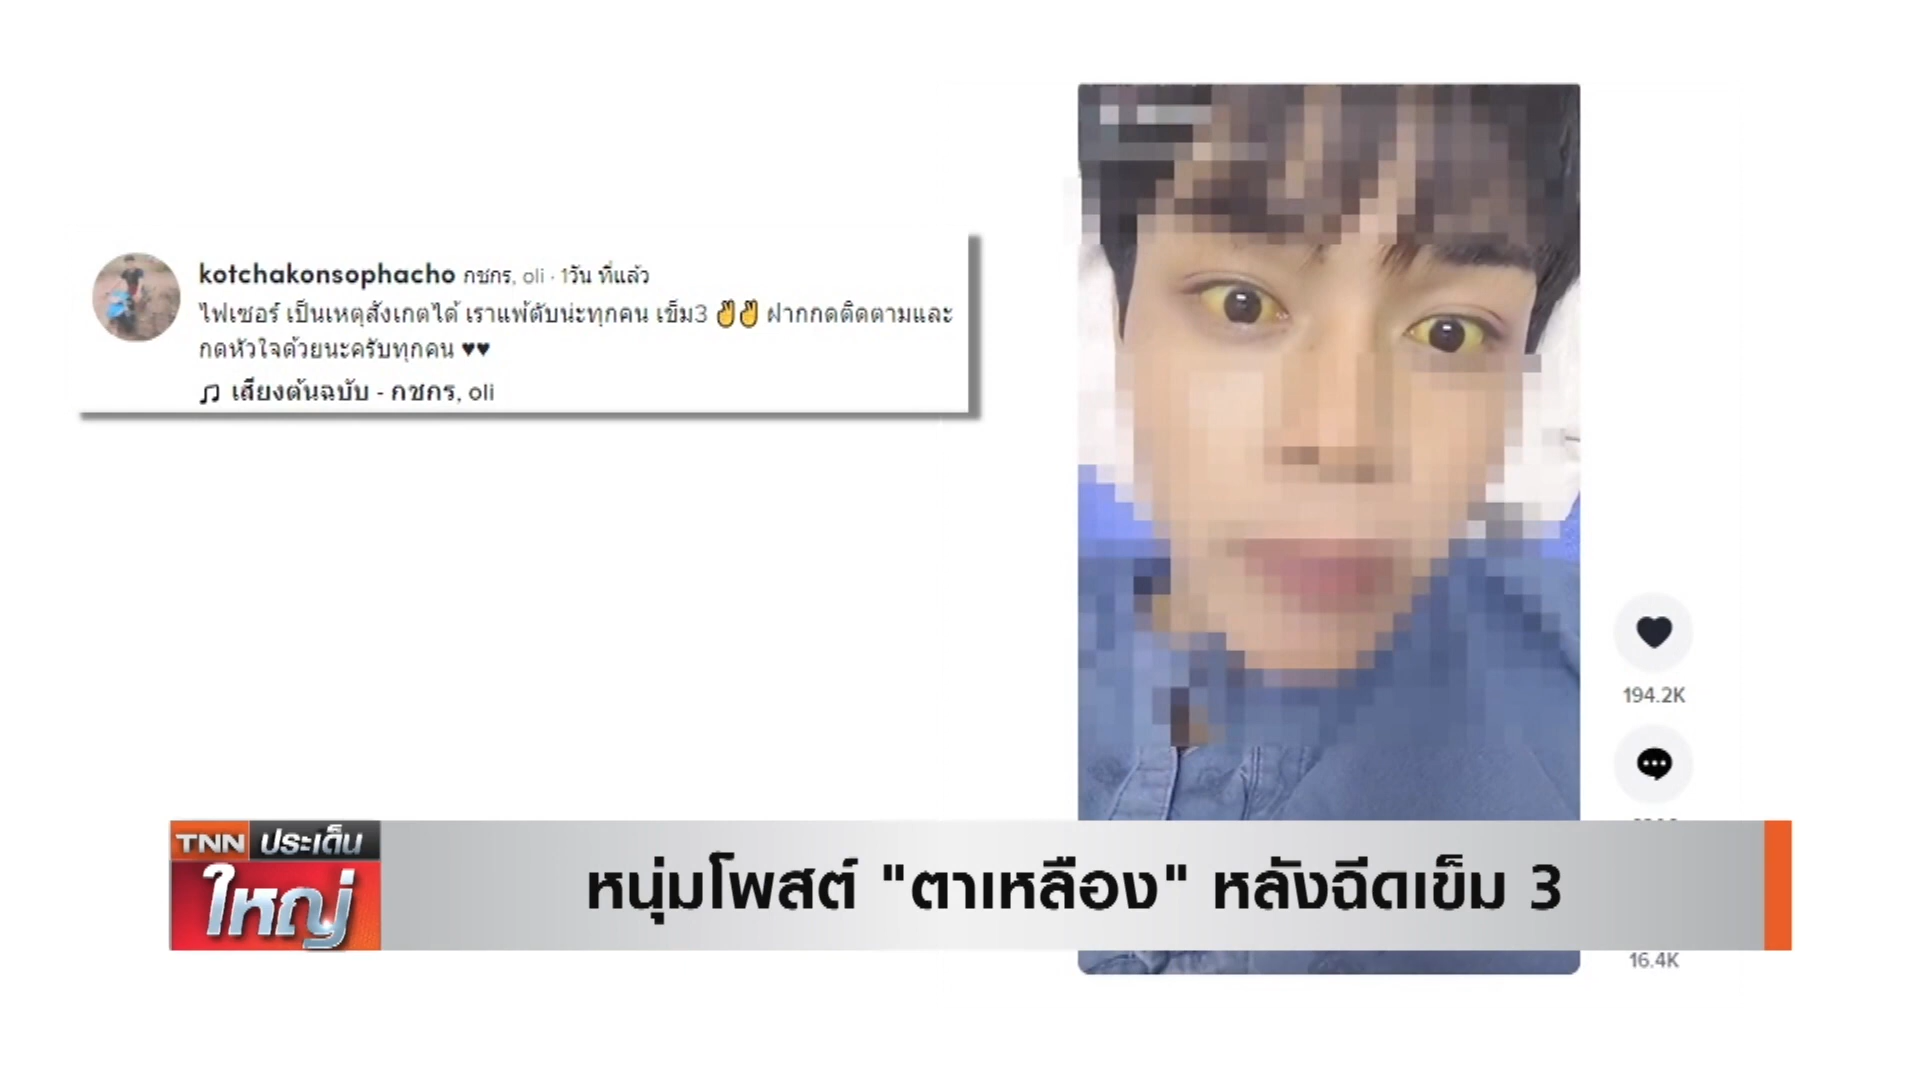 kotchakonsophacho กชกร, oli · 1วัน ที่แล้ว
ไฟเซอร์ เป็นเหตุสังเกตได้ เราแพ้ตับน่ะทุกคน เข็ม3 ✌✌ ฝากกดติดตามและ
กดหัวใจด้วยนะครับทุกคน ♥♥
♫ เสียงต้นฉบับ - กชกร, oli
194.2K
TNN ประเด็น
ใหญ่
หนุ่มโพสต์ "ตาเหลือง" หลังฉีดเข็ม 3
16.4K